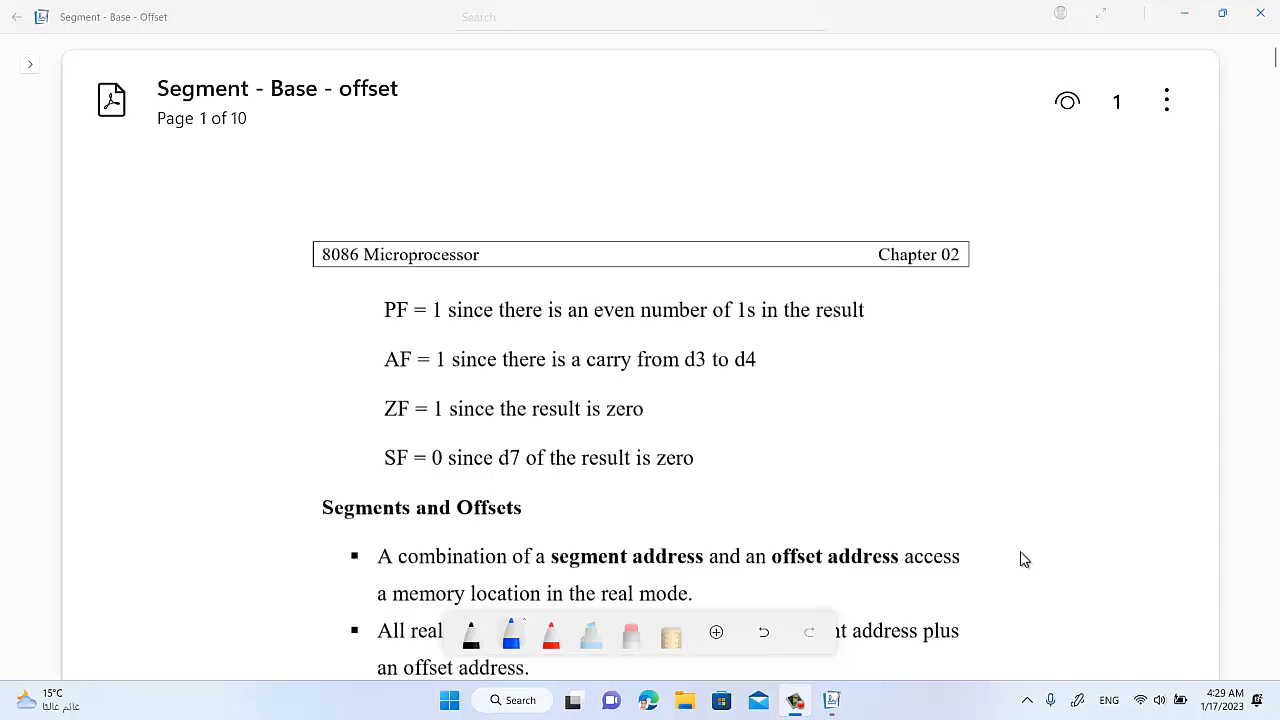 Segment - Base - Offset
Search
Segment - Base - offset
Page 1 of 10
1
8086 Microprocessor
Chapter 02
PF = 1 since there is an even number of 1s in the result
AF = 1 since there is a carry from d3 to d4
ZF = 1 since the result is zero
SF = 0 since d7 of the result is zero
Segments and Offsets
▪ A combination of a segment address and an offset address access
a memory location in the real mode.
▪ All real nt address plus
an offset address.
15°C
غائم غالبًا
Search
ENG
4:29 AM
1/17/2023